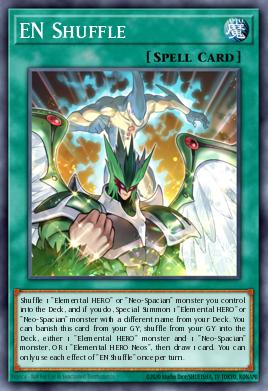 EN Shuffle
魔
[Spell Card]
Shuffle 1 "Elemental HERO" or "Neo-Spacian" monster you control
into the Deck, and if you do, Special Summon 1 "Elemental HERO" or
"Neo-Spacian" monster with a different name from your Deck. You
can banish this card from your GY; shuffle from your GY into the
Deck, either 1 "Elemental HERO" monster and 1 "Neo-Spacian"
monster, OR 1 "Elemental HERO Neos", then draw 1 card. You can
only use each effect of "EN Shuffle" once per turn.